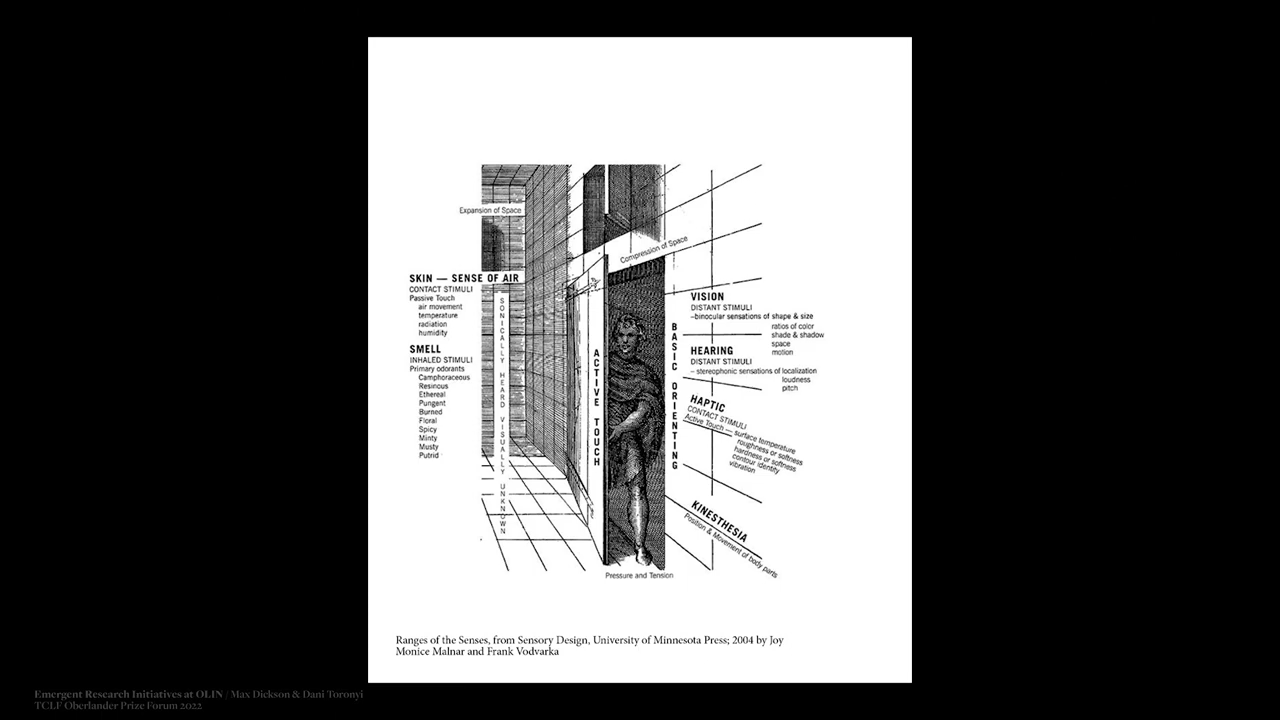 Expansion of Space
Compression of Space
SKIN — SENSE OF AIR
CONTACT STIMULI
Passive Touch
air movement
temperature
radiation
humidity
SMELL
INHALED STIMULI
Primary odorants
Camphoraceous
Resinous
Ethereal
Pungent
Burned
Floral
Spicy
Minty
Musty
Putrid
SONICALLY HEARD VISUALLY UNKNOWN
ACTIVE TOUCH
BASIC ORIENTING
VISION
DISTANT STIMULI
–binocular sensations of shape & size
ratios of color
shade & shadow
space
motion
HEARING
DISTANT STIMULI
– stereophonic sensations of localization
loudness
pitch
HAPTIC
CONTACT STIMULI
Active Touch — surface temperature
roughness or softness
hardness or softness
contour identity
vibration
KINESTHESIA
Position & Movement of body parts
Pressure and Tension
Ranges of the Senses, from Sensory Design, University of Minnesota Press; 2004 by Joy
Monice Malnar and Frank Vodvarka
Emergent Research Initiatives at OLIN / Max Dickson & Dani Toronyi
TCLF Oberlander Prize Forum 2022